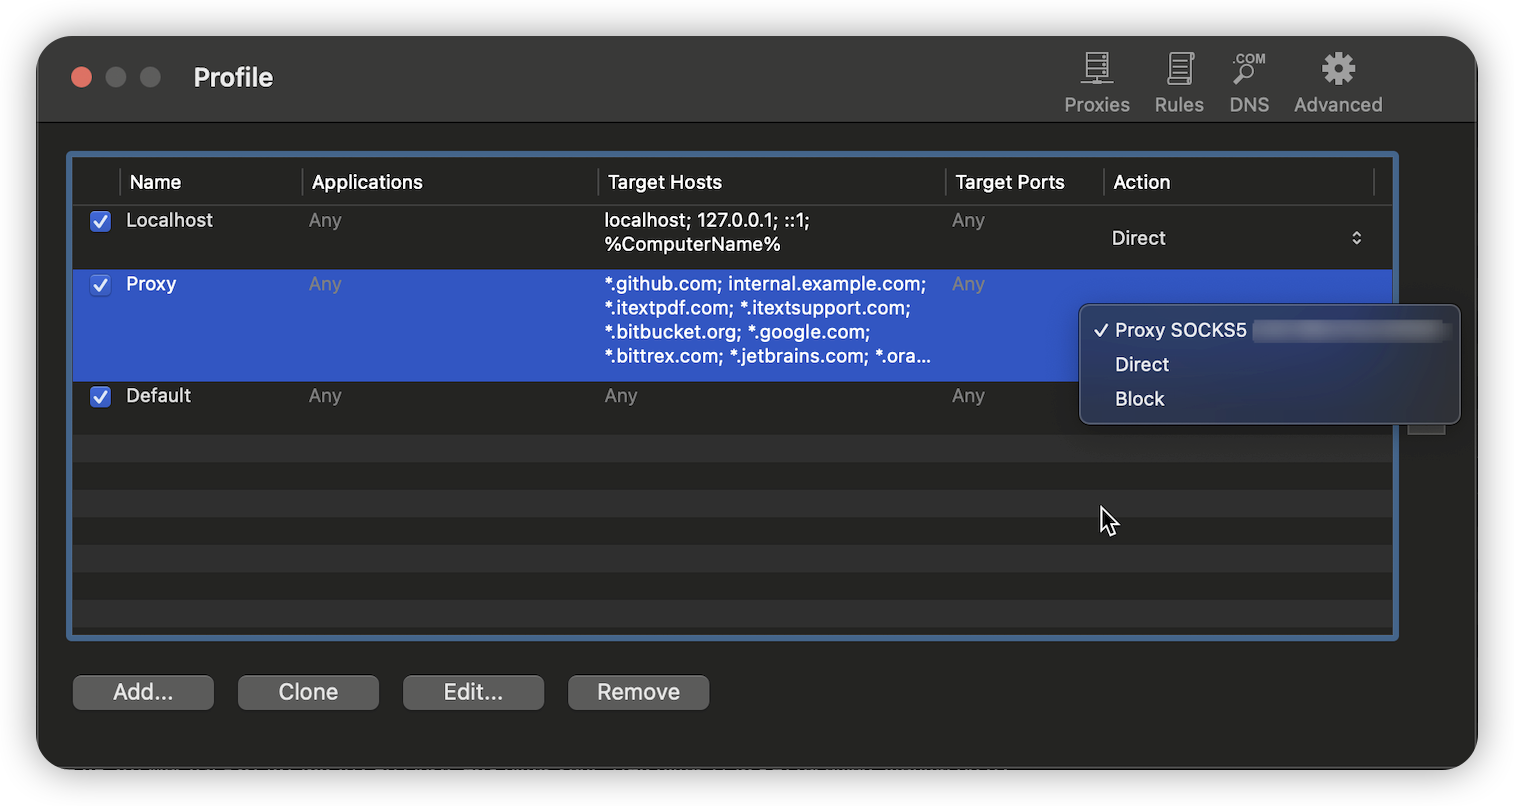 Profile
.COM
Proxies Rules DNS Advanced
Name Applications Target Hosts Target Ports Action
Localhost Any localhost; 127.0.0.1; ::1; Any
%ComputerName%
Direct
Proxy Any *.github.com; internal.example.com; Any
*.itextpdf.com; *.itextsupport.com;
*.bitbucket.org; *.google.com;
*.bittrex.com; *.jetbrains.com; *.ora...
Proxy SOCKS5
Direct
Block
Default Any Any Any
Add... Clone Edit... Remove